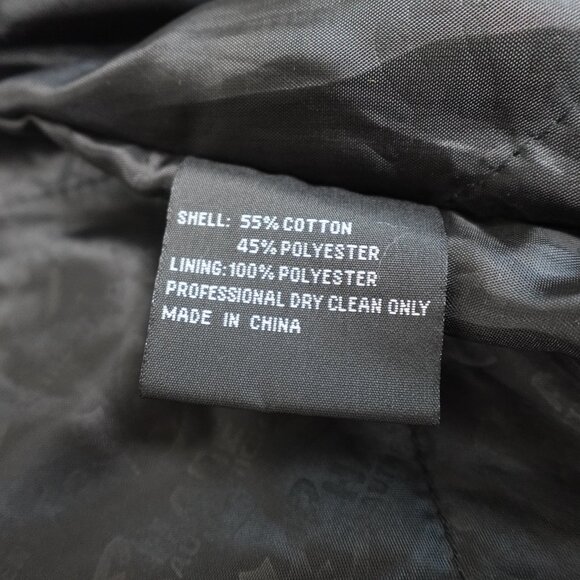 SHELL: 55% COTTON
45% POLYESTER
LINING: 100% POLYESTER
PROFESSIONAL DRY CLEAN ONLY
MADE IN CHINA